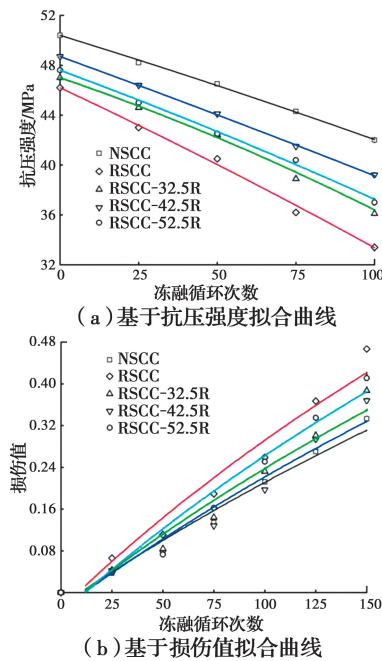 52
48
44
40
36
32
抗压强度/MPa
NSCC
RSCC
RSCC-32.5R
RSCC-42.5R
RSCC-52.5R
0 25 50 75 100
冻融循环次数
(a)基于抗压强度拟合曲线
0.48
0.40
0.32
0.24
0.16
0.08
损伤值
NSCC
RSCC
RSCC-32.5R
RSCC-42.5R
RSCC-52.5R
0 25 50 75 100 125 150
冻融循环次数
(b)基于损伤值拟合曲线